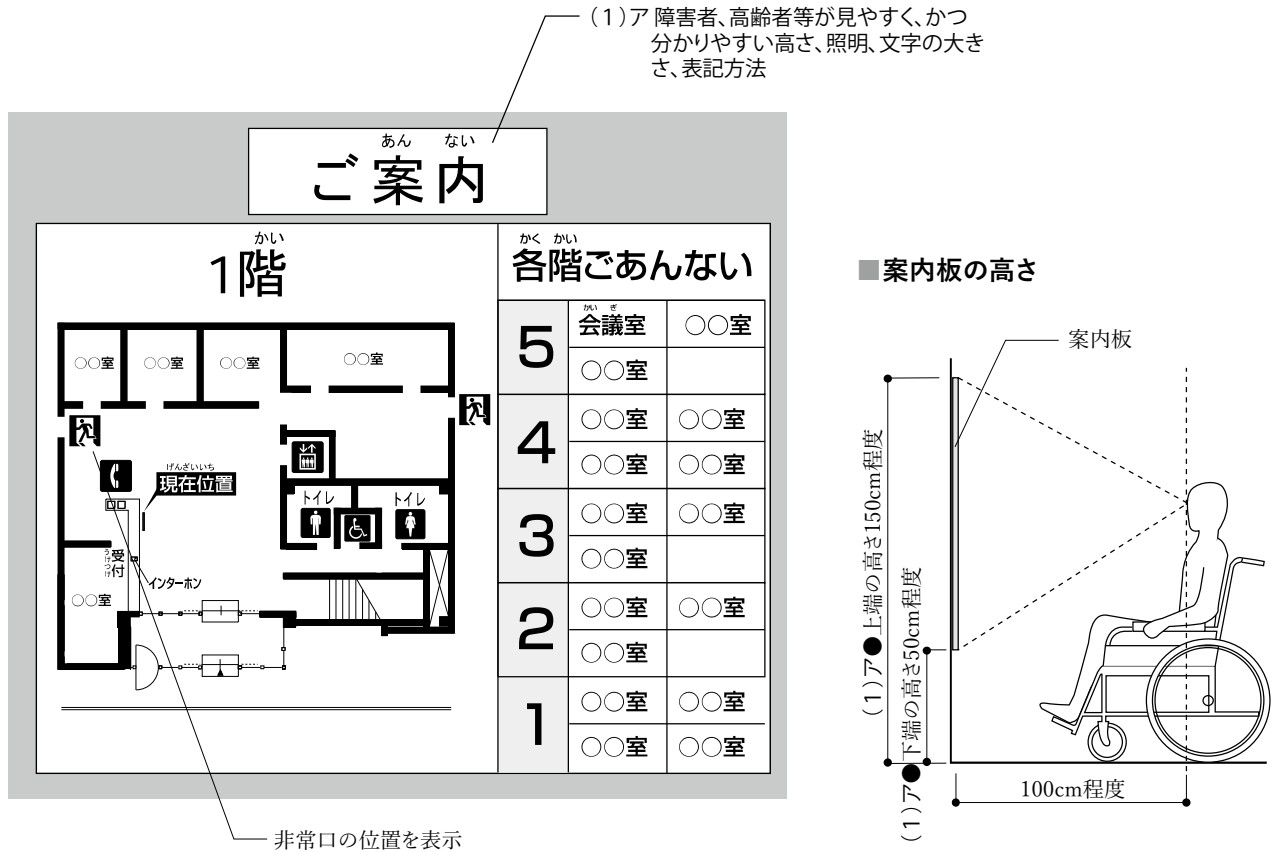 （1）ア 障害者、高齢者等が見やすく、かつ
分かりやすい高さ、照明、文字の大き
さ、表記方法
あん ない
ご案内
かい
1階
○○室 ○○室 ○○室 ○○室
げんざいいち
現在位置
トイレ トイレ
うけつけ
受付
インターホン
○○室
かく かい
各階ごあんない
かい ぎ
5 会議室 ○○室
○○室
4 ○○室 ○○室
○○室 ○○室
3 ○○室 ○○室
○○室
2 ○○室 ○○室
○○室
1 ○○室 ○○室
○○室 ○○室
非常口の位置を表示
■案内板の高さ
案内板
（1）ア●上端の高さ150cm程度
（1）ア●下端の高さ50cm程度
100cm程度